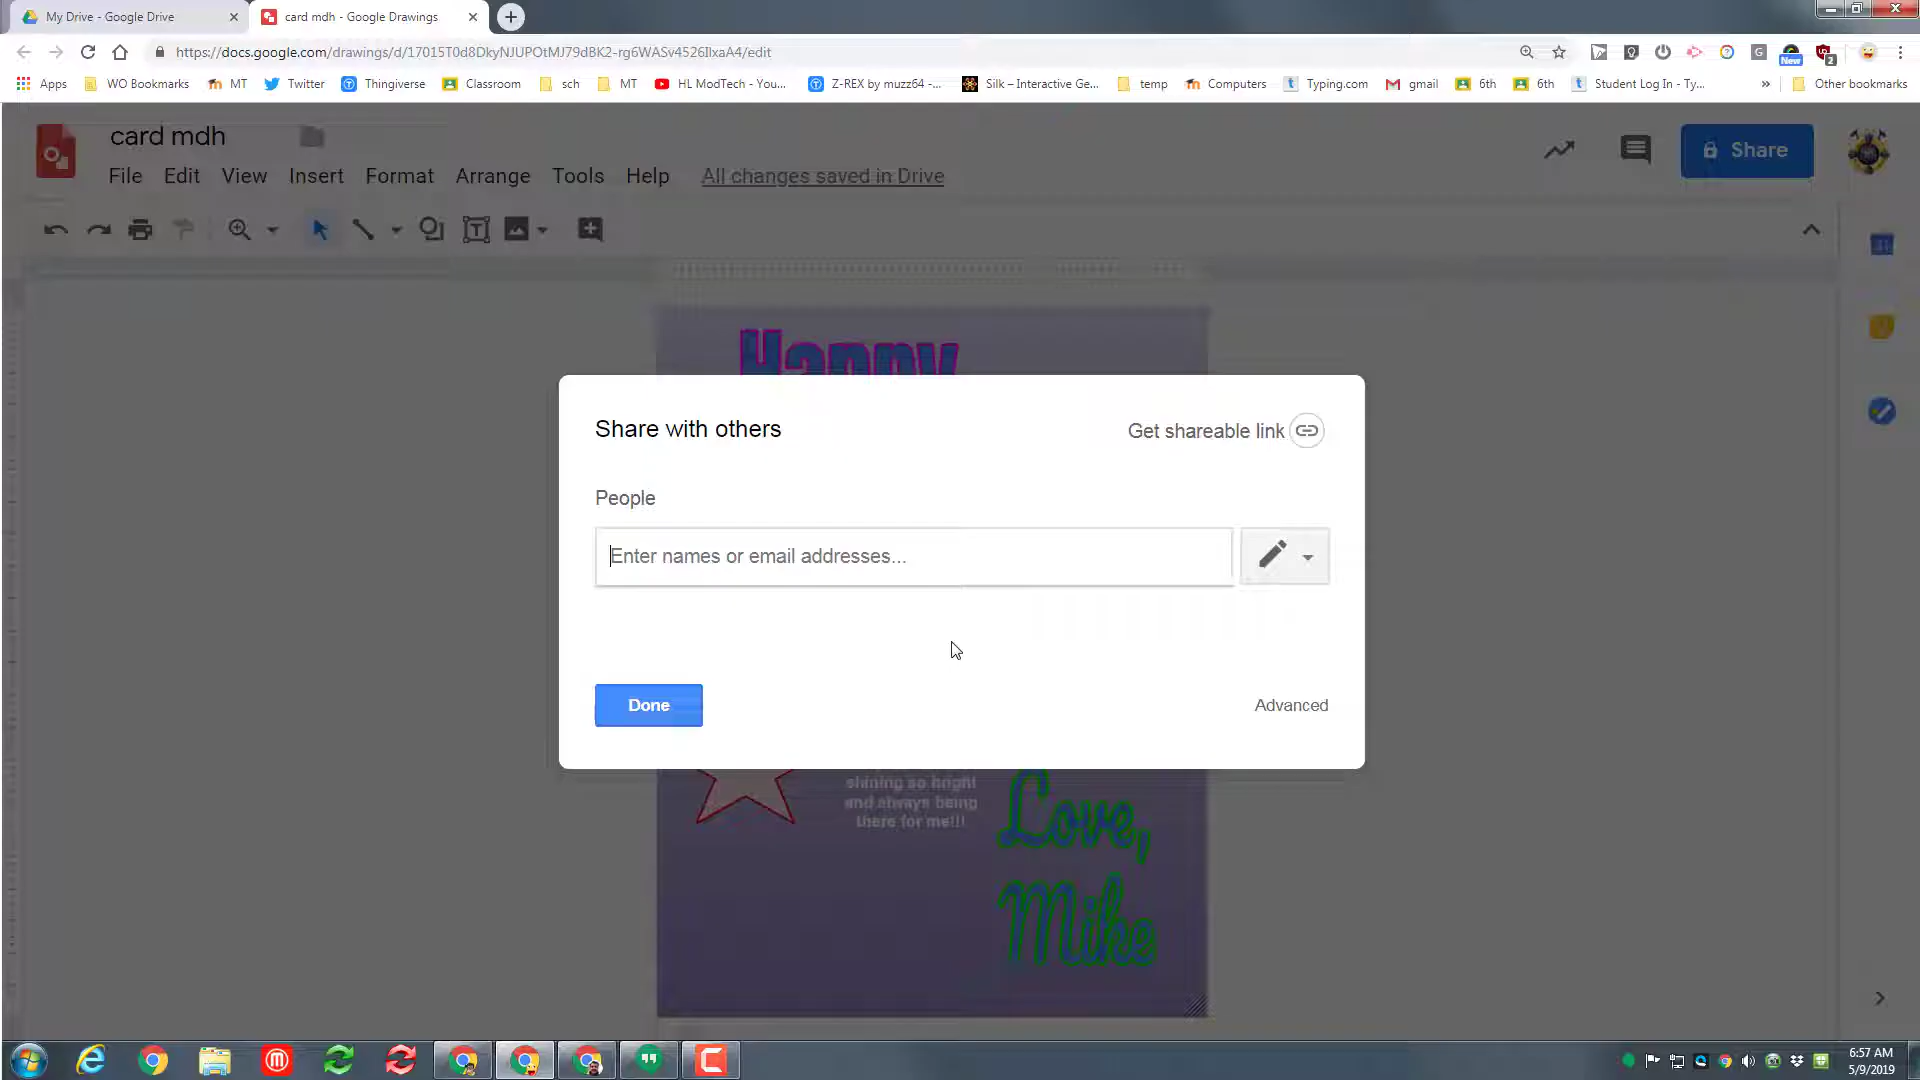 My Drive - Google Drive
card mdh - Google Drawings
https://docs.google.com/drawings/d/17015T0d8DkyNJUPOtMJ79dBK2-rg6WASv4526IlxaA4/edit
New
2
Apps
WO Bookmarks
MT
Twitter
Thingiverse
Classroom
sch
MT
HL ModTech - You...
Z-REX by muzz64 -...
Silk – Interactive Ge...
temp
Computers
Typing.com
gmail
6th
6th
Student Log In - Ty...
»
Other bookmarks
card mdh
Share
File Edit View Insert Format Arrange Tools Help All changes saved in Drive
31
Happy
Share with others
Get shareable link
People
Enter names or email addresses...
Done
Advanced
shining so bright
and always being
there for me!!!
Love,
Mike
6:57 AM
5/9/2019